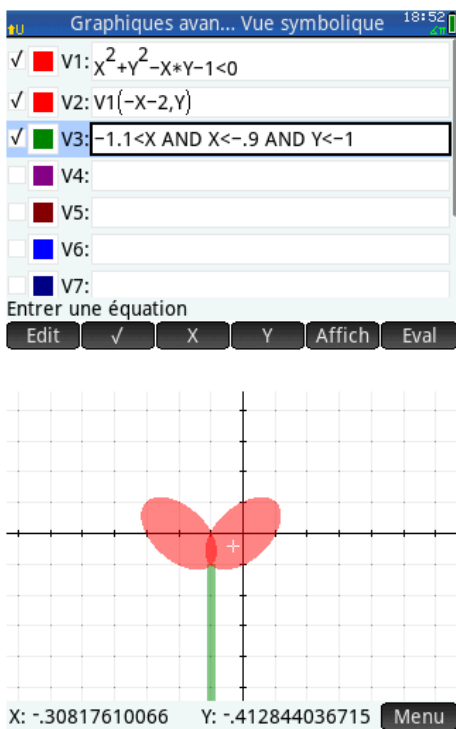 Graphiques avan... Vue symbolique 18:52
U ∡π
√ V1: X²+Y²−X∗Y−1<0
√ V2: V1(−X−2,Y)
√ V3: −1.1<X AND X<−.9 AND Y<−1
V4:
V5:
V6:
V7:
Entrer une équation
Edit √ X Y Affich Eval
X: -.30817610066 Y: -.412844036715 Menu